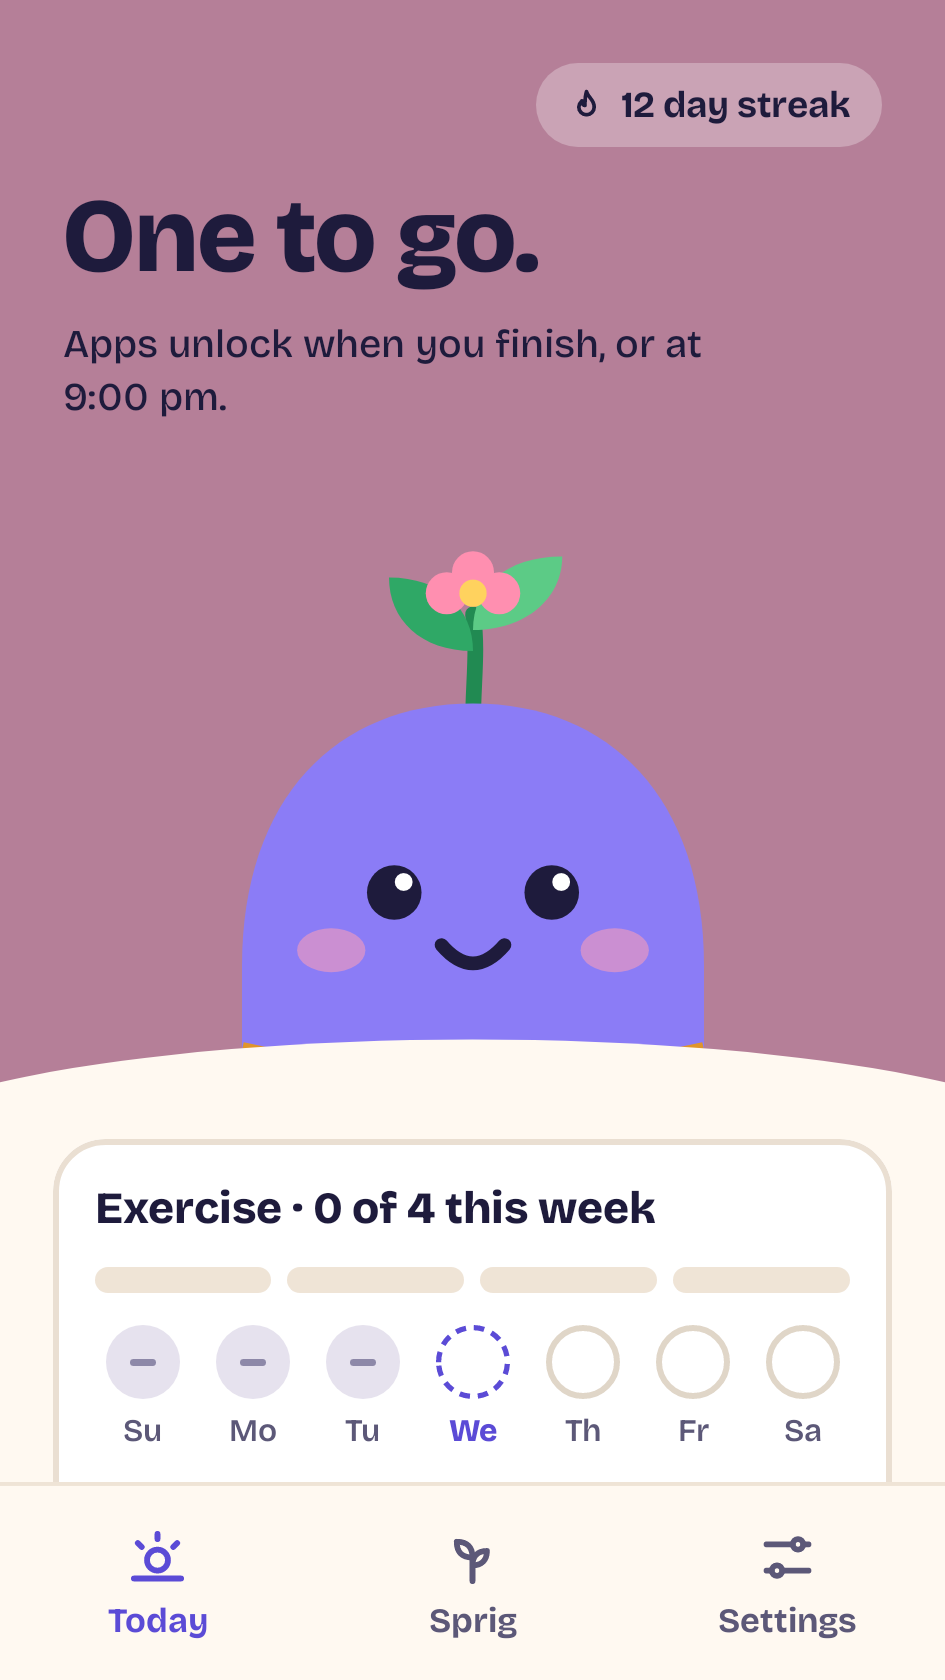 12 day streak
One to go.
Apps unlock when you finish, or at
9:00 pm.
Exercise · 0 of 4 this week
Su Mo Tu We Th Fr Sa
Today Sprig Settings